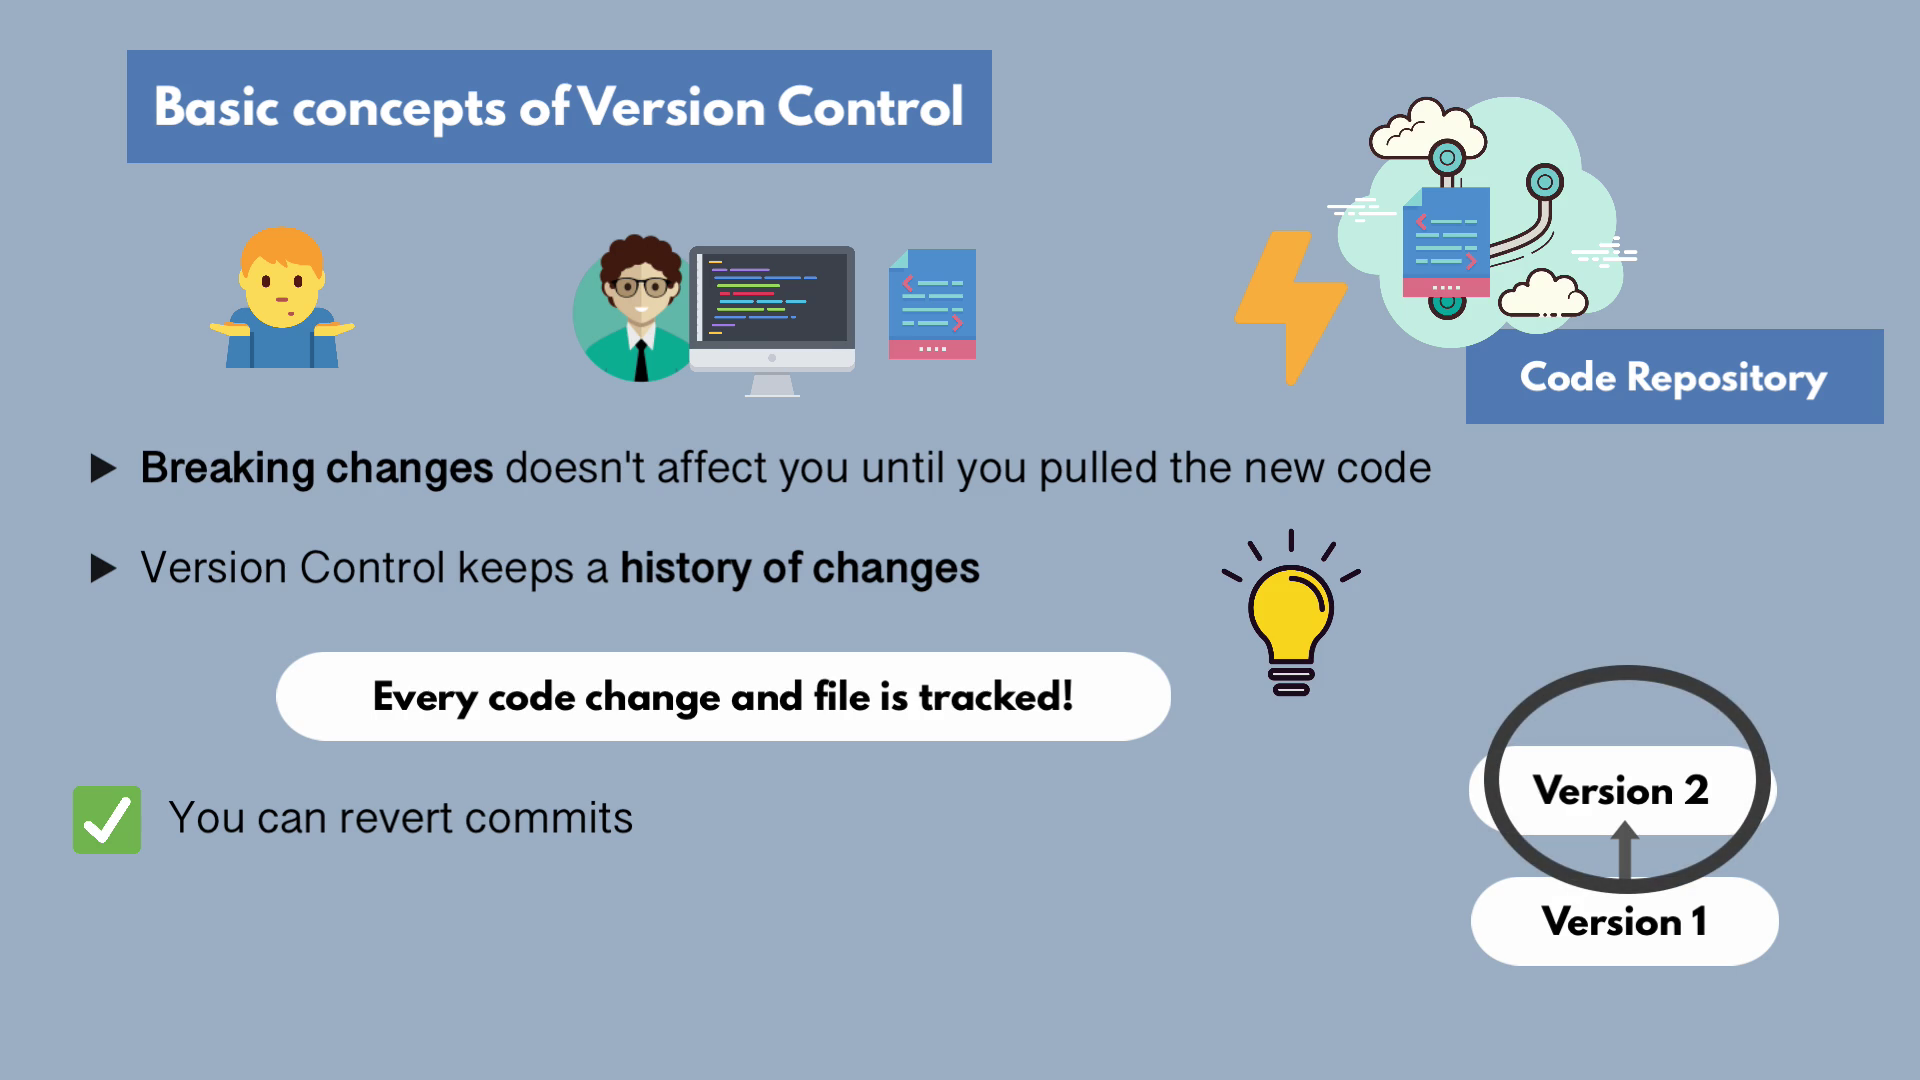 Basic concepts of Version Control
Code Repository
Breaking changes doesn't affect you until you pulled the new code
Version Control keeps a history of changes
Every code change and file is tracked!
You can revert commits
Version 2
Version 1